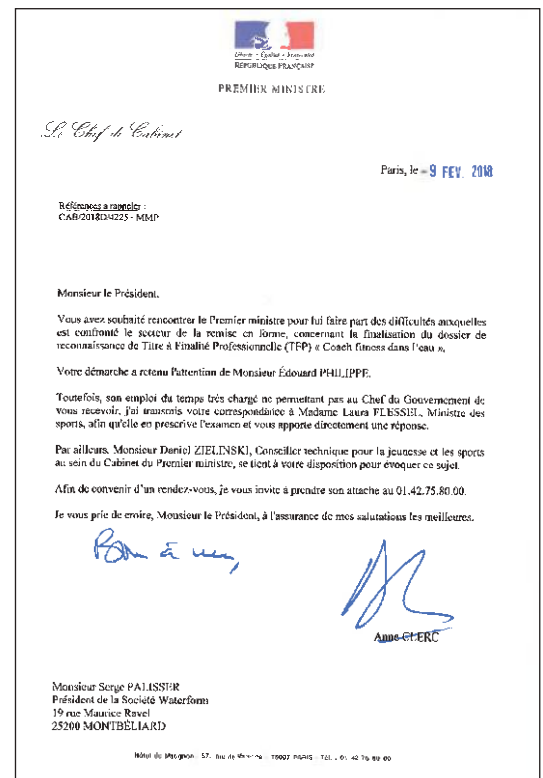 Liberté • Égalité • Fraternité
RÉPUBLIQUE FRANÇAISE
PREMIER MINISTRE
Le Chef de Cabinet
Paris, le - 9 FEV. 2018
Références à rappeler :
CAB/2018D/4225 - MMP
Monsieur le Président,
Vous avez souhaité rencontrer le Premier ministre pour lui faire part des difficultés auxquelles
est confronté le secteur de la remise en forme, concernant la finalisation du dossier de
reconnaissance de Titre à Finalité Professionnelle (TFP) « Coach fitness dans l'eau ».
Votre démarche a retenu l'attention de Monsieur Édouard PHILIPPE.
Toutefois, son emploi du temps très chargé ne permettant pas au Chef du Gouvernement de
vous recevoir, j'ai transmis votre correspondance à Madame Laura FLESSEL, Ministre des
sports, afin qu'elle en prescrive l'examen et vous apporte directement une réponse.
Par ailleurs, Monsieur Daniel ZIELINSKI, Conseiller technique pour la jeunesse et les sports
au sein du Cabinet du Premier ministre, se tient à votre disposition pour évoquer ce sujet.
Afin de convenir d'un rendez-vous, je vous invite à prendre son attache au 01.42.75.80.00.
Je vous prie de croire, Monsieur le Président, à l'assurance de mes salutations les meilleures.
Anne CLERC
Monsieur Serge PALISSER
Président de la Société Waterform
19 rue Maurice Ravel
25200 MONTBÉLIARD
Hôtel de Matignon - 57, rue de Varenne - 75007 PARIS - Tél. : 01 42 75 80 00